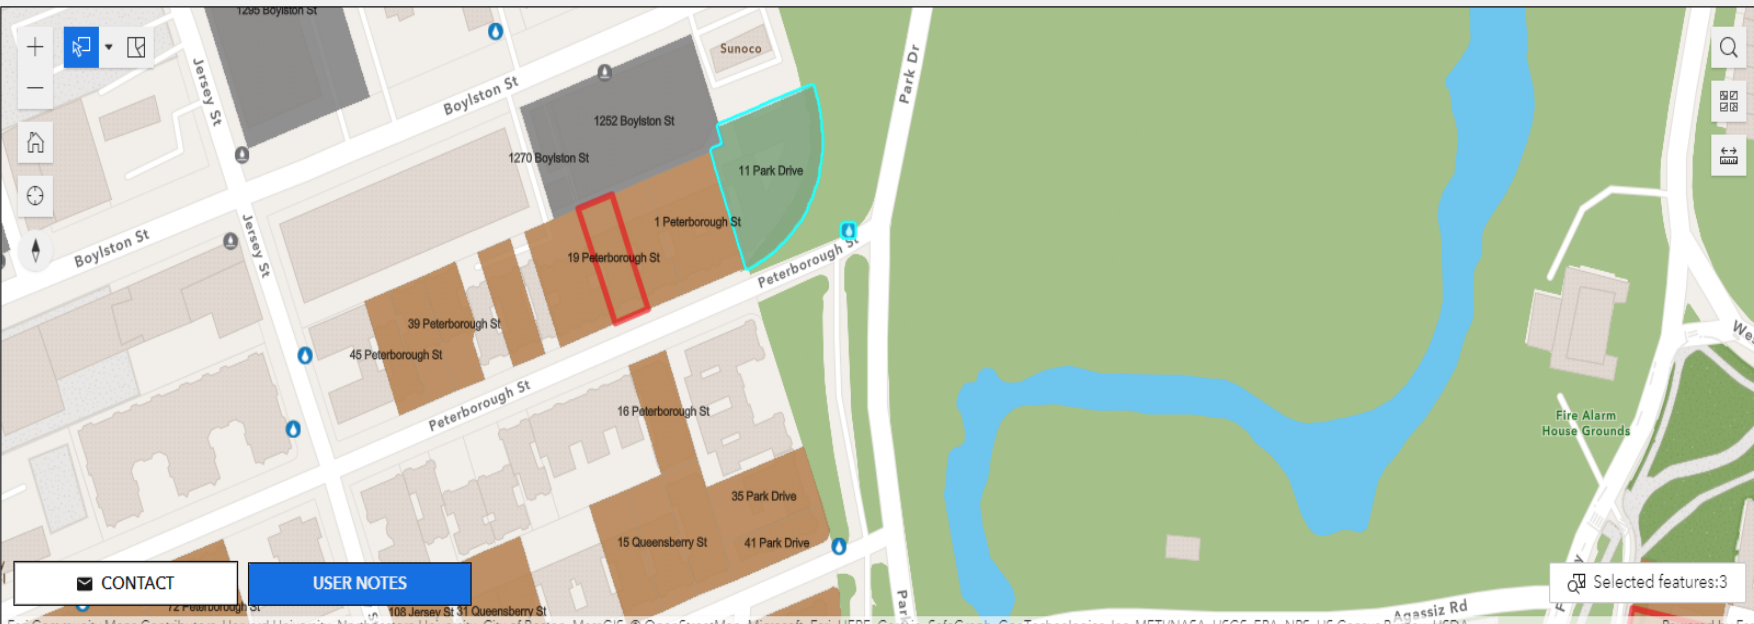 1295 Boylston St
Sunoco
Jersey St
Boylston St
Park Dr
1252 Boylston St
1270 Boylston St
11 Park Drive
1 Peterborough St
Jersey St
Boylston St
19 Peterborough St
Peterborough St
39 Peterborough St
45 Peterborough St
Peterborough St
16 Peterborough St
Fire Alarm
House Grounds
35 Park Drive
15 Queensberry St
41 Park Drive
CONTACT
USER NOTES
Selected features:3
72 Peterborough St
108 Jersey St
31 Queensberry St
Agassiz Rd